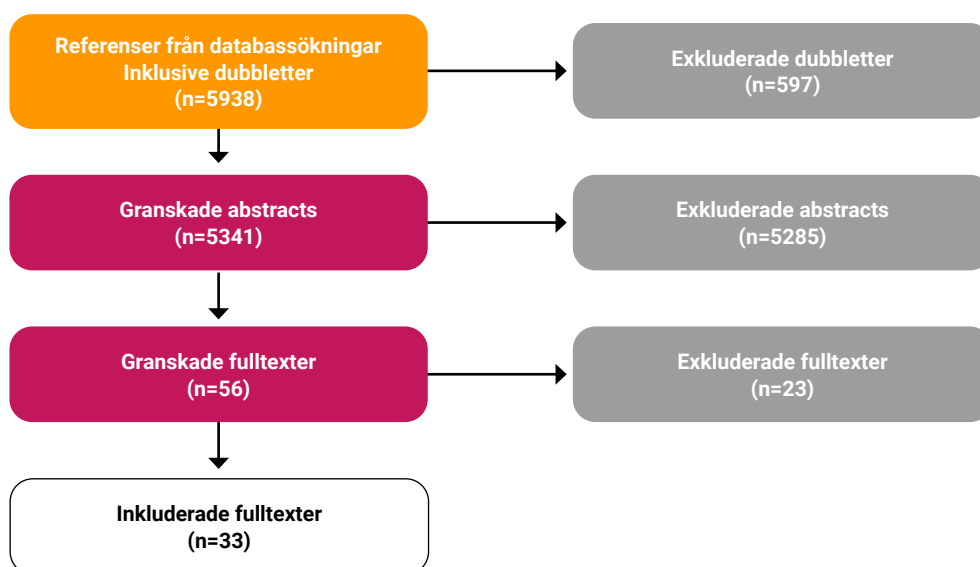 Referenser från databassökningar
Inklusive dubbletter
(n=5938)
Exkluderade dubbletter
(n=597)
Granskade abstracts
(n=5341)
Exkluderade abstracts
(n=5285)
Granskade fulltexter
(n=56)
Exkluderade fulltexter
(n=23)
Inkluderade fulltexter
(n=33)